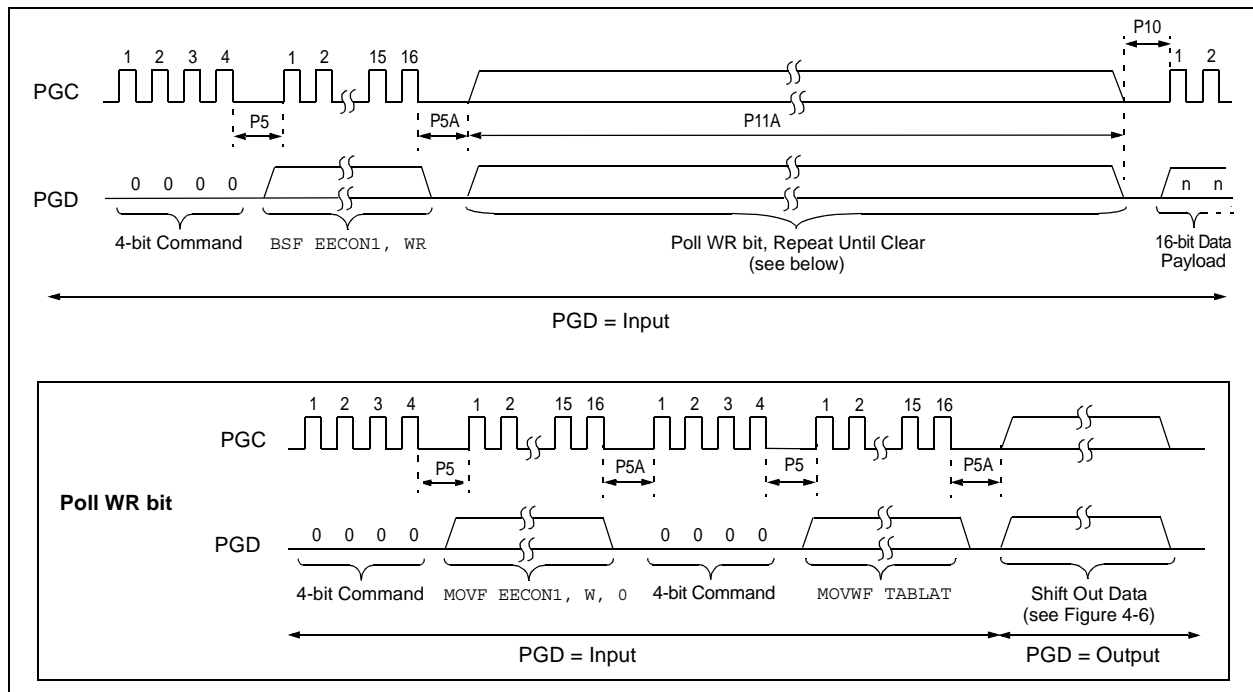 P10
1 2 3 4 1 2 15 16 1 2
PGC
P5 P5A P11A
PGD
0 0 0 0 n n
4-bit Command BSF EECON1, WR Poll WR bit, Repeat Until Clear 16-bit Data
(see below) Payload
PGD = Input
1 2 3 4 1 2 15 16 1 2 3 4 1 2 15 16
PGC
P5 P5A P5 P5A
Poll WR bit
PGD
0 0 0 0 0 0 0 0
4-bit Command MOVF EECON1, W, 0 4-bit Command MOVWF TABLAT Shift Out Data
(see Figure 4-6)
PGD = Input PGD = Output